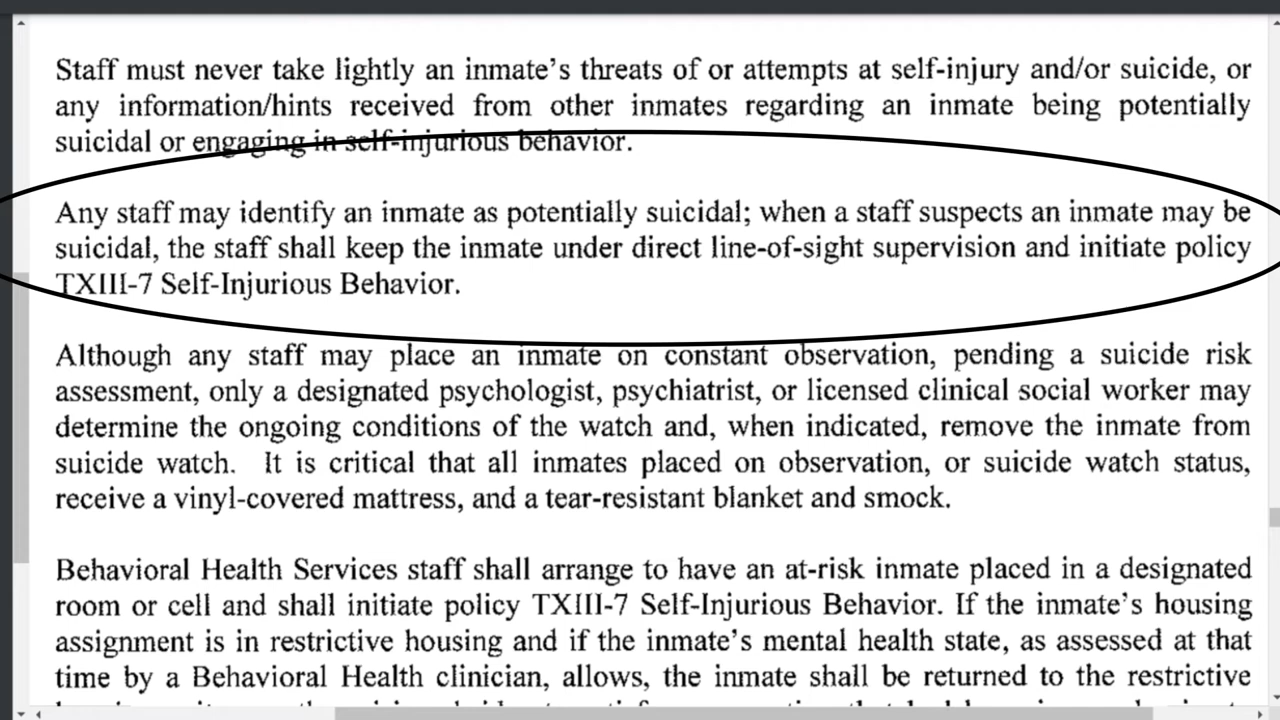 Staff must never take lightly an inmate's threats of or attempts at self-injury and/or suicide, or
any information/hints received from other inmates regarding an inmate being potentially
suicidal or engaging in self-injurious behavior.
Any staff may identify an inmate as potentially suicidal; when a staff suspects an inmate may be
suicidal, the staff shall keep the inmate under direct line-of-sight supervision and initiate policy
TXIII-7 Self-Injurious Behavior.
Although any staff may place an inmate on constant observation, pending a suicide risk
assessment, only a designated psychologist, psychiatrist, or licensed clinical social worker may
determine the ongoing conditions of the watch and, when indicated, remove the inmate from
suicide watch. It is critical that all inmates placed on observation, or suicide watch status,
receive a vinyl-covered mattress, and a tear-resistant blanket and smock.
Behavioral Health Services staff shall arrange to have an at-risk inmate placed in a designated
room or cell and shall initiate policy TXIII-7 Self-Injurious Behavior. If the inmate's housing
assignment is in restrictive housing and if the inmate's mental health state, as assessed at that
time by a Behavioral Health clinician, allows, the inmate shall be returned to the restrictive